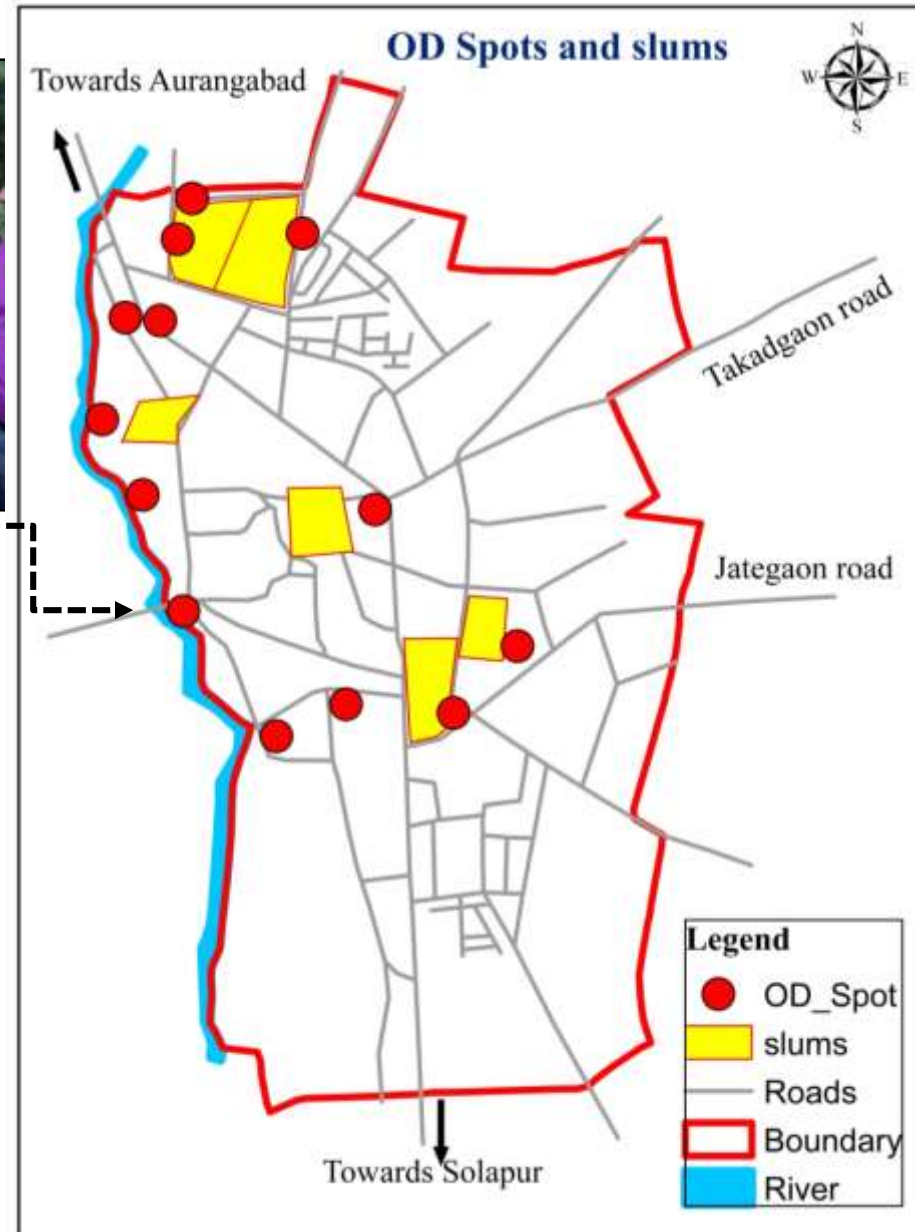 OD Spots and slums
N
W
E
S
Towards Aurangabad
Takadgaon road
Jategaon road
Towards Solapur
Legend
OD_Spot
slums
Roads
Boundary
River